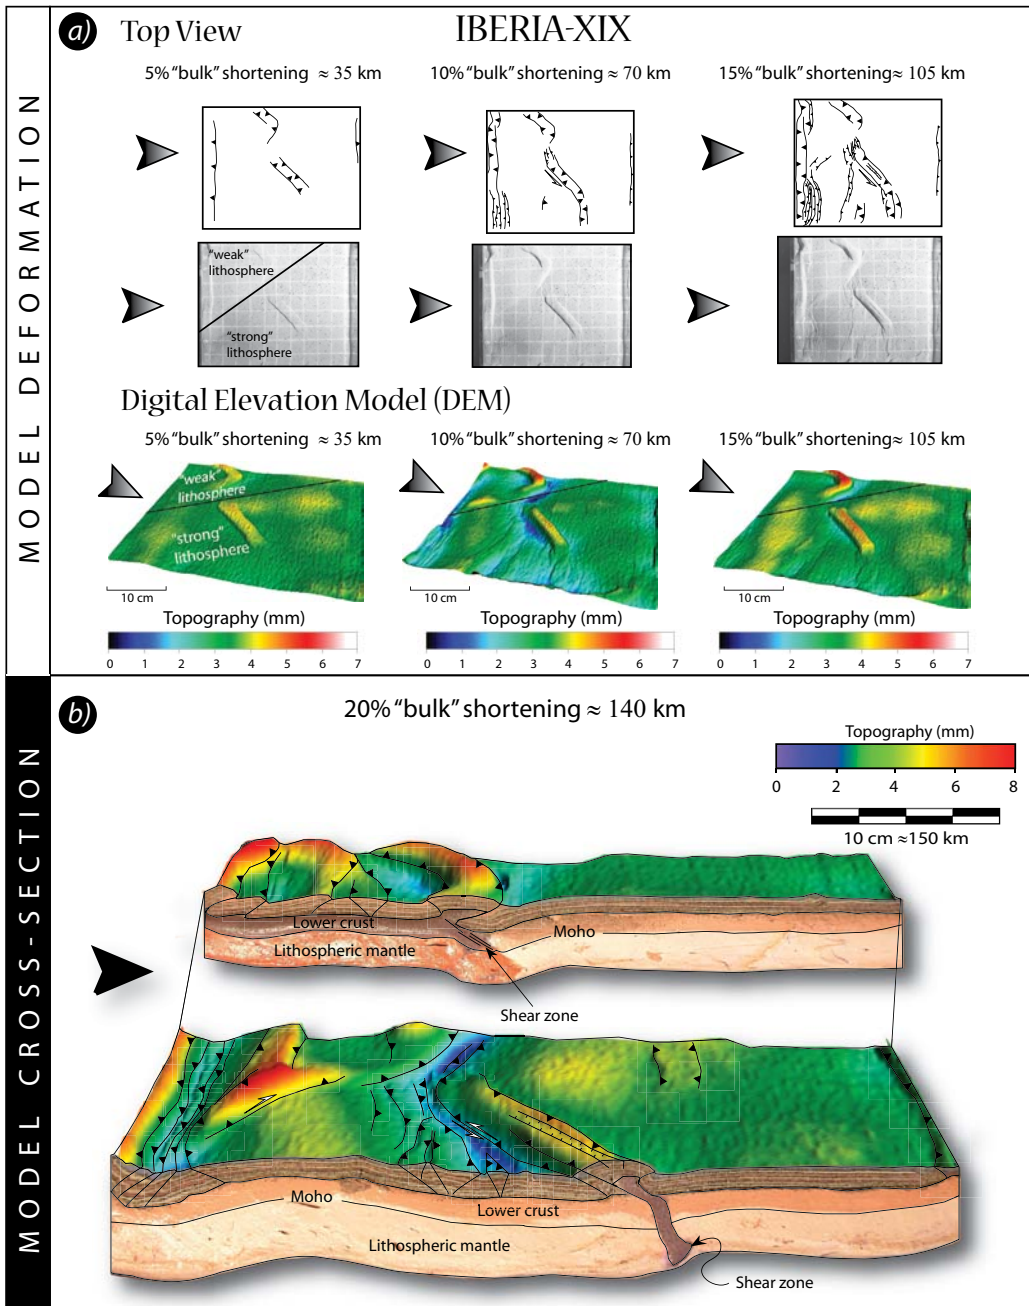 MODEL DEFORMATION
a) Top View IBERIA-XIX
5% “bulk” shortening ≈ 35 km 10% “bulk” shortening ≈ 70 km 15% “bulk” shortening ≈ 105 km
“weak”
lithosphere
“strong”
lithosphere
Digital Elevation Model (DEM)
5% “bulk” shortening ≈ 35 km 10% “bulk” shortening ≈ 70 km 15% “bulk” shortening ≈ 105 km
“weak”
lithosphere
“strong”
lithosphere
10 cm 10 cm 10 cm
Topography (mm) Topography (mm) Topography (mm)
0 1 2 3 4 5 6 7 0 1 2 3 4 5 6 7 0 1 2 3 4 5 6 7
MODEL CROSS-SECTION
b) 20% “bulk” shortening ≈ 140 km
Topography (mm)
0 2 4 6 8
10 cm ≈150 km
Lower crust
Moho
Lithospheric mantle
Shear zone
Moho
Lower crust
Lithospheric mantle
Shear zone